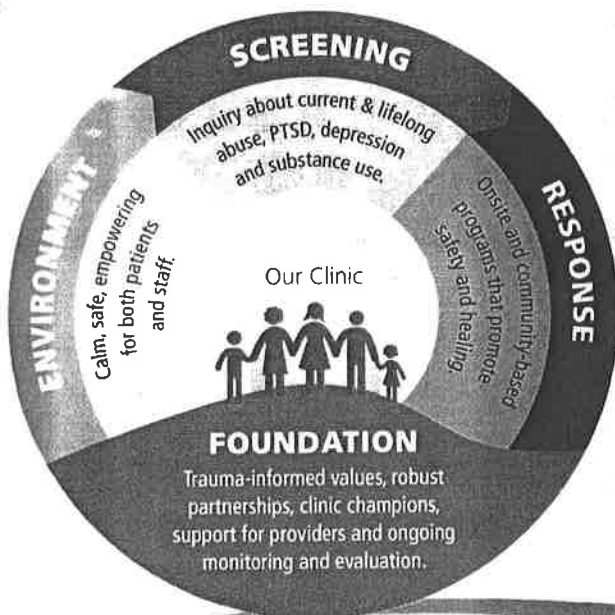 SCREENING
Inquiry about current & lifelong
abuse, PTSD, depression
and substance use.
ENVIRONMENT
Calm, safe, empowering
for both patients
and staff.
RESPONSE
Onsite and community-based
programs that promote
safety and healing.
Our Clinic
FOUNDATION
Trauma-informed values, robust
partnerships, clinic champions,
support for providers and ongoing
monitoring and evaluation.